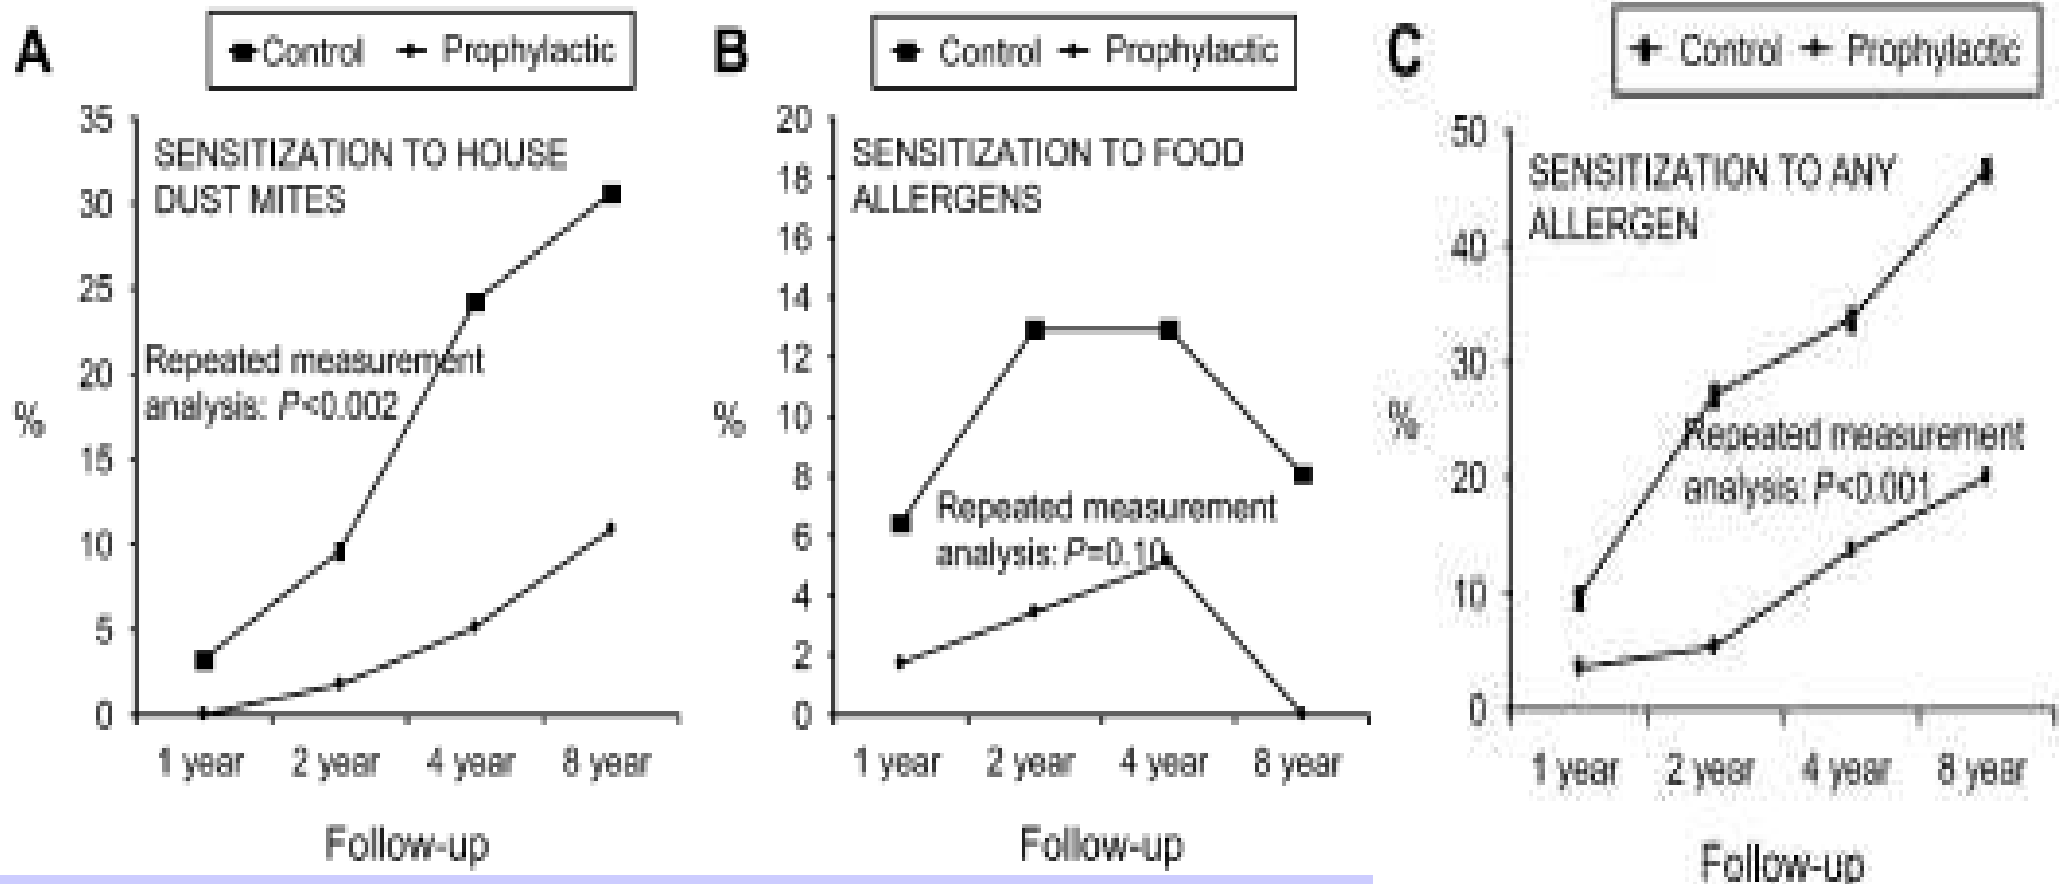 A
Control Prophylactic
35
30
25
20
15
10
5
0
%
SENSITIZATION TO HOUSE
DUST MITES
Repeated measurement
analysis: P<0.002
1 year 2 year 4 year 8 year
Follow-up
B
Control Prophylactic
20
18
16
14
12
10
8
6
4
2
0
%
SENSITIZATION TO FOOD
ALLERGENS
Repeated measurement
analysis: P=0.10
1 year 2 year 4 year 8 year
Follow-up
C
Control Prophylactic
50
40
30
20
10
0
%
SENSITIZATION TO ANY
ALLERGEN
Repeated measurement
analysis: P<0.001
1 year 2 year 4 year 8 year
Follow-up